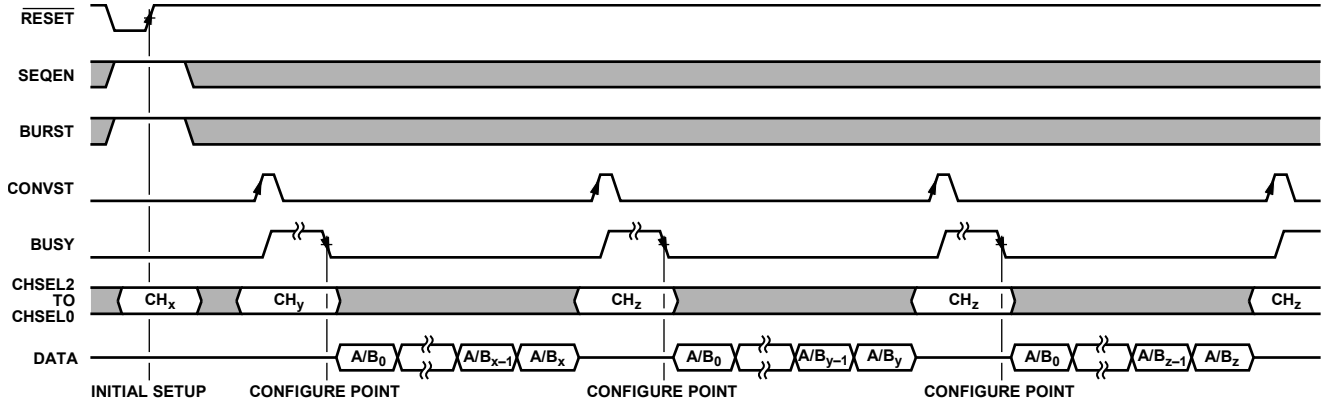 RESET
SEQEN
BURST
CONVST
BUSY
CHSEL2
TO
CHSEL0
CHx CHy CHz CHz CHz
DATA
A/B0 A/Bx–1 A/Bx A/B0 A/By–1 A/By A/B0 A/Bz–1 A/Bz
INITIAL SETUP CONFIGURE POINT CONFIGURE POINT CONFIGURE POINT